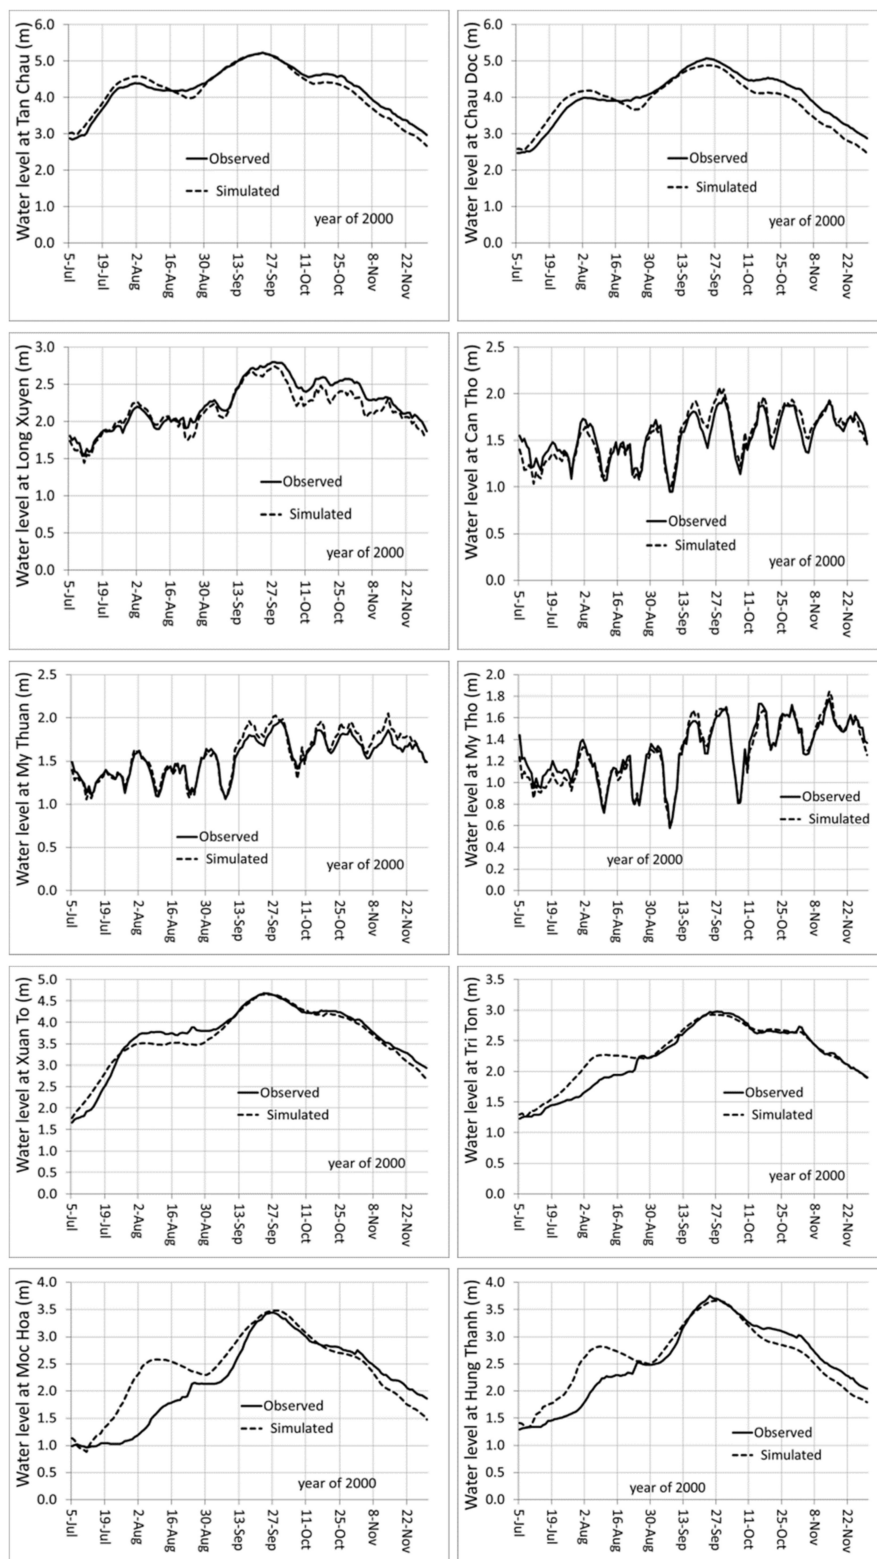 Water level at Tan Chau (m)
6.0
5.0
4.0
3.0
2.0
1.0
0.0
Observed
Simulated
year of 2000
5-Jul
19-Jul
2-Aug
16-Aug
30-Aug
13-Sep
27-Sep
11-Oct
25-Oct
8-Nov
22-Nov
Water level at Chau Doc (m)
6.0
5.0
4.0
3.0
2.0
1.0
0.0
Observed
Simulated
year of 2000
5-Jul
19-Jul
2-Aug
16-Aug
30-Aug
13-Sep
27-Sep
11-Oct
25-Oct
8-Nov
22-Nov
Water level at Long Xuyen (m)
3.0
2.5
2.0
1.5
1.0
0.5
0.0
Observed
Simulated
year of 2000
5-Jul
19-Jul
2-Aug
16-Aug
30-Aug
13-Sep
27-Sep
11-Oct
25-Oct
8-Nov
22-Nov
Water level at Can Tho (m)
2.5
2.0
1.5
1.0
0.5
0.0
Observed
Simulated
year of 2000
5-Jul
19-Jul
2-Aug
16-Aug
30-Aug
13-Sep
27-Sep
11-Oct
25-Oct
8-Nov
22-Nov
Water level at My Thuan (m)
2.5
2.0
1.5
1.0
0.5
0.0
Observed
Simulated
year of 2000
5-Jul
19-Jul
2-Aug
16-Aug
30-Aug
13-Sep
27-Sep
11-Oct
25-Oct
8-Nov
22-Nov
Water level at My Tho (m)
2.0
1.8
1.6
1.4
1.2
1.0
0.8
0.6
0.4
0.2
0.0
Observed
Simulated
year of 2000
5-Jul
19-Jul
2-Aug
16-Aug
30-Aug
13-Sep
27-Sep
11-Oct
25-Oct
8-Nov
22-Nov
Water level at Xuan To (m)
5.0
4.5
4.0
3.5
3.0
2.5
2.0
1.5
1.0
0.5
0.0
Observed
Simulated
year of 2000
5-Jul
19-Jul
2-Aug
16-Aug
30-Aug
13-Sep
27-Sep
11-Oct
25-Oct
8-Nov
22-Nov
Water level at Tri Ton (m)
3.5
3.0
2.5
2.0
1.5
1.0
0.5
0.0
Observed
Simulated
year of 2000
5-Jul
19-Jul
2-Aug
16-Aug
30-Aug
13-Sep
27-Sep
11-Oct
25-Oct
8-Nov
22-Nov
Water level at Moc Hoa (m)
4.0
3.5
3.0
2.5
2.0
1.5
1.0
0.5
0.0
Observed
Simulated
year of 2000
5-Jul
19-Jul
2-Aug
16-Aug
30-Aug
13-Sep
27-Sep
11-Oct
25-Oct
8-Nov
22-Nov
Water level at Hung Thanh (m)
4.0
3.5
3.0
2.5
2.0
1.5
1.0
0.5
0.0
Observed
Simulated
year of 2000
5-Jul
19-Jul
2-Aug
16-Aug
30-Aug
13-Sep
27-Sep
11-Oct
25-Oct
8-Nov
22-Nov